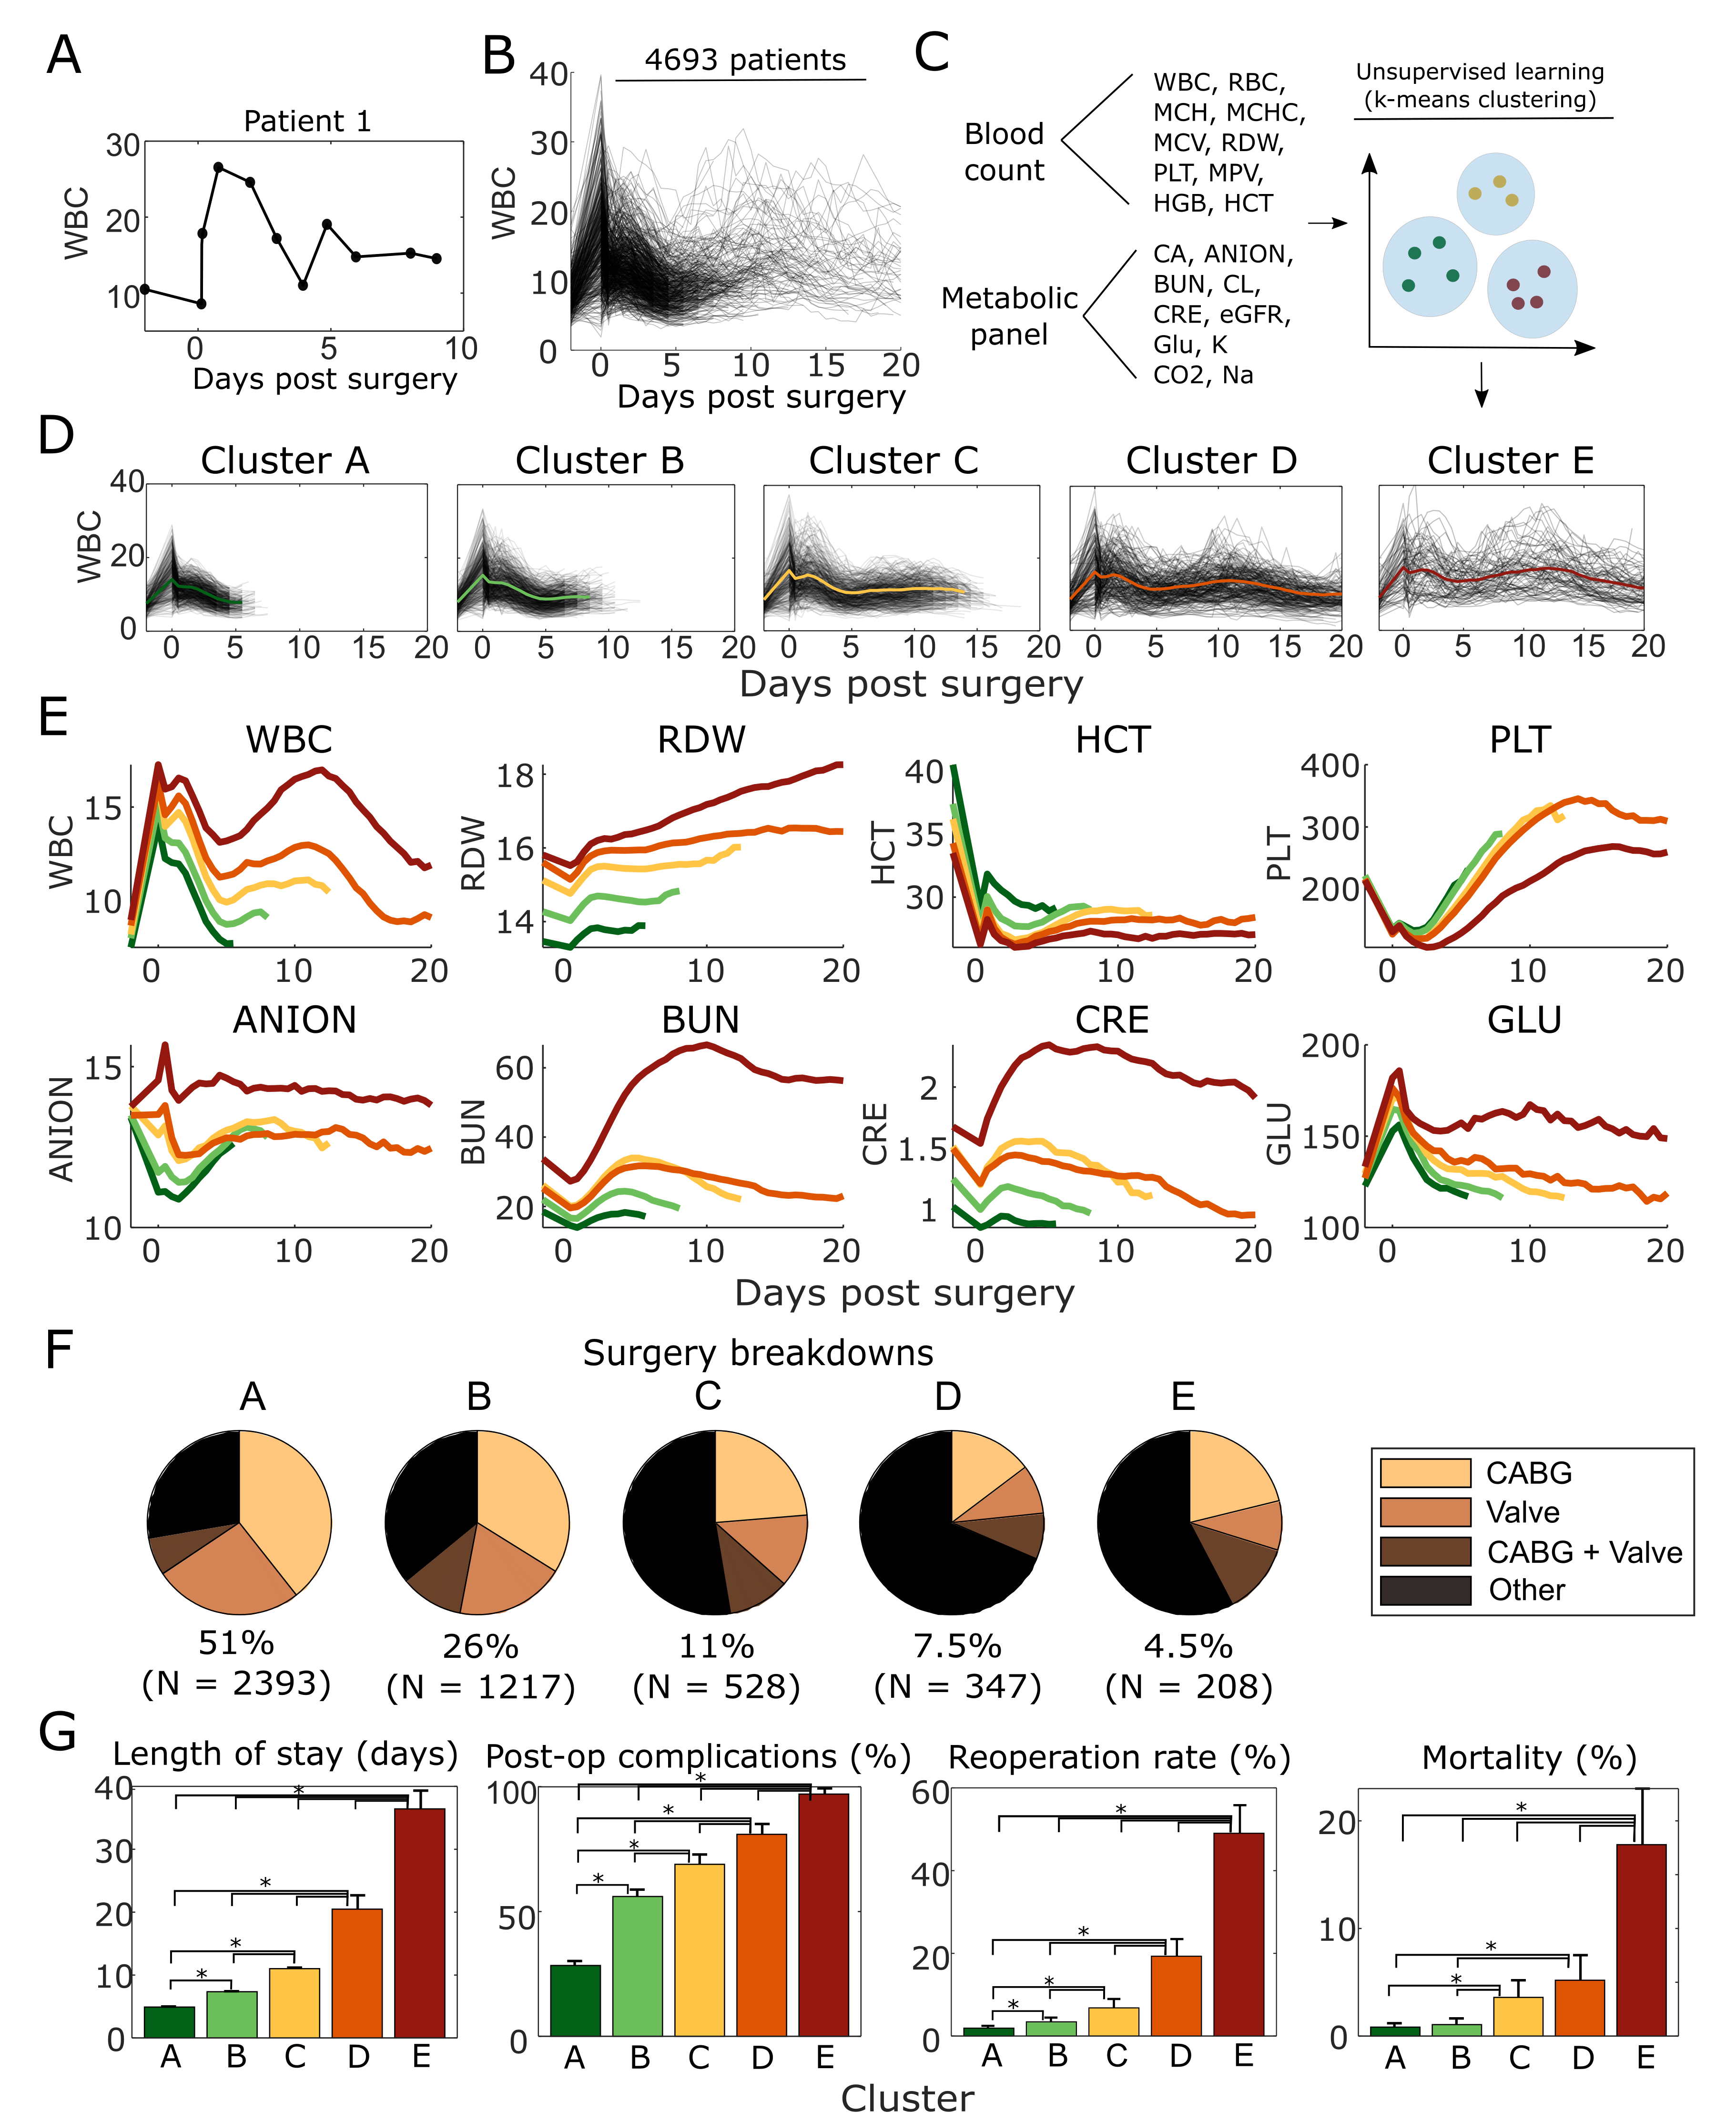 A
Patient 1
30
20
10
WBC
0 5 10
Days post surgery
B
4693 patients
40
30
20
10
0
WBC
0 5 10 15 20
Days post surgery
C
Blood
count
WBC, RBC,
MCH, MCHC,
MCV, RDW,
PLT, MPV,
HGB, HCT
Metabolic
panel
CA, ANION,
BUN, CL,
CRE, eGFR,
Glu, K
CO2, Na
Unsupervised learning
(k-means clustering)
D
Cluster A Cluster B Cluster C Cluster D Cluster E
40
20
0
WBC
0 5 10 15 20 0 5 10 15 20 0 5 10 15 20 0 5 10 15 20 0 5 10 15 20
Days post surgery
E
WBC
15
10
WBC
0 10 20
RDW
18
16
14
RDW
0 10 20
HCT
40
35
30
HCT
0 10 20
PLT
400
300
200
PLT
0 10 20
ANION
15
10
ANION
0 10 20
BUN
60
40
20
BUN
0 10 20
CRE
2
1.5
1
CRE
0 10 20
GLU
200
150
100
GLU
0 10 20
Days post surgery
F
Surgery breakdowns
A B C D E
51% 26% 11% 7.5% 4.5%
(N = 2393) (N = 1217) (N = 528) (N = 347) (N = 208)
CABG
Valve
CABG + Valve
Other
G
Length of stay (days)
40
30
20
10
0
* * * *
A B C D E
Post-op complications (%)
100
50
0
* * * *
A B C D E
Reoperation rate (%)
60
40
20
0
* * * *
A B C D E
Mortality (%)
20
10
0
* * *
A B C D E
Cluster